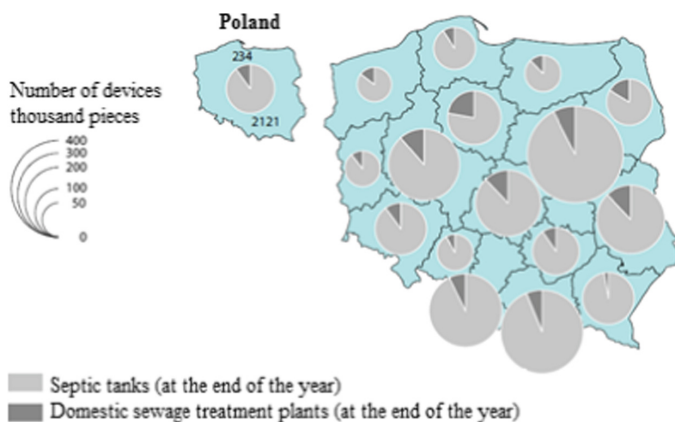 Poland
234
2121
Number of devices
thousand pieces
400
300
200
100
50
0
Septic tanks (at the end of the year)
Domestic sewage treatment plants (at the end of the year)